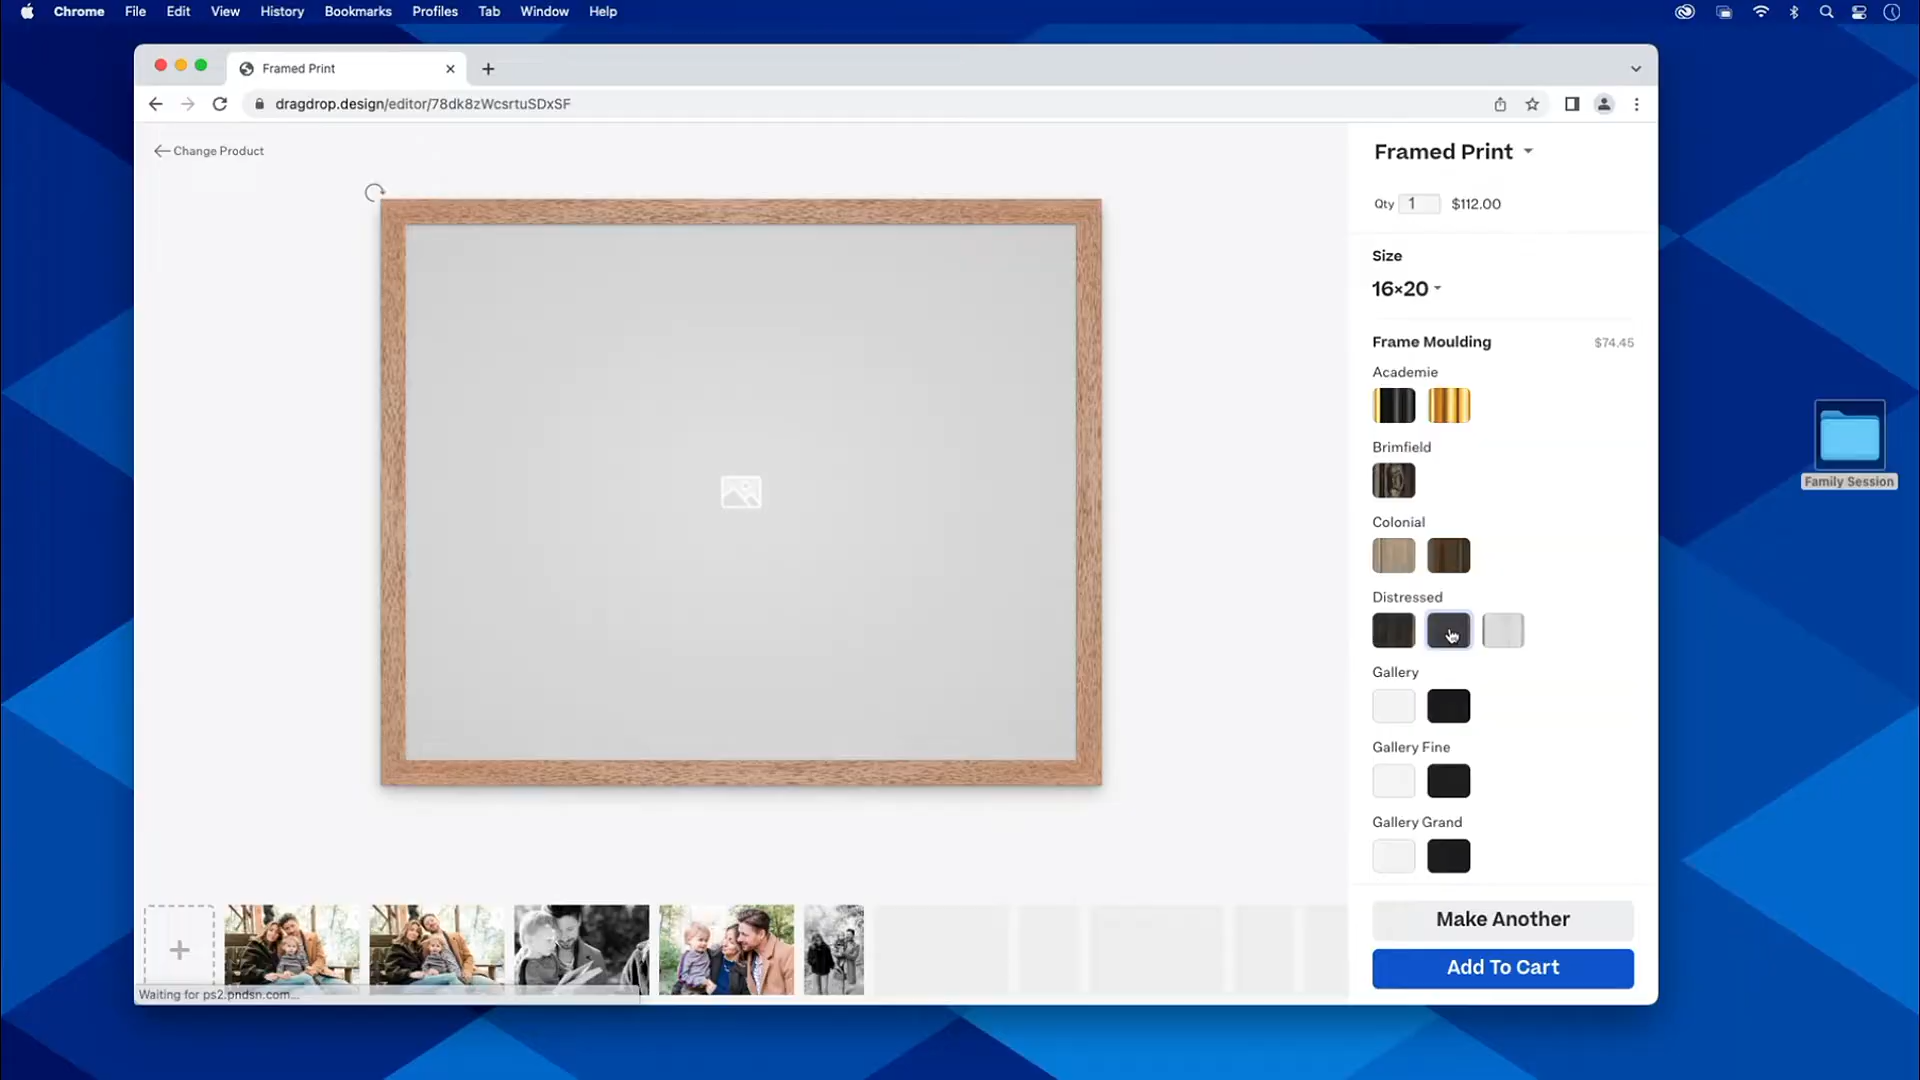 Chrome File Edit View History Bookmarks Profiles Tab Window Help
Framed Print
dragdrop.design/editor/78dk8zWcsrtuSDxSF
Change Product
Framed Print
Qty 1 $112.00
Size
16×20
Frame Moulding $74.45
Academie
Brimfield
Colonial
Distressed
Gallery
Gallery Fine
Gallery Grand
Make Another
Add To Cart
Waiting for ps2.pndsn.com...
Family Session